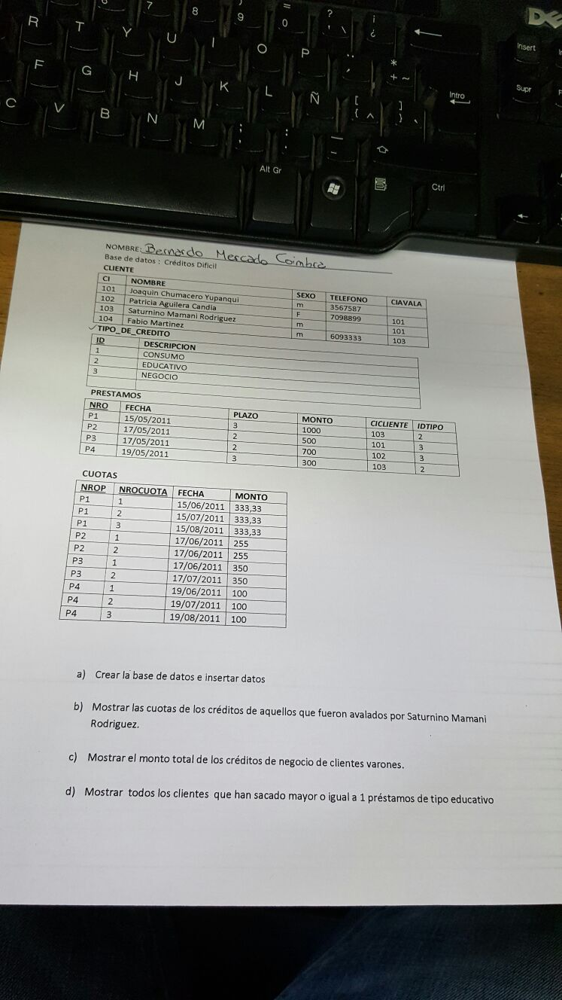 7 8 9 = 0 ? ' \ ¡ ¿
DE
R T Y U I O P * + ~ Insert
F G H J K L Ñ [ { ^ ] } ` Intro Supr
C V B N M ; , : . _ -
Alt Gr Ctrl
NOMBRE: Bernardo Mercado Coimbra
Base de datos : Créditos Dificil
CLIENTE
CI NOMBRE SEXO TELEFONO CIAVALA
101 Joaquin Chumacero Yupanqui m 3567587
102 Patricia Aguilera Candia F 7098899 101
103 Saturnino Mamani Rodriguez m 101
104 Fabio Martinez m 6093333 103
✓TIPO_DE_CREDITO
ID DESCRIPCION
1 CONSUMO
2 EDUCATIVO
3 NEGOCIO
PRESTAMOS
NRO FECHA PLAZO MONTO CICLIENTE IDTIPO
P1 15/05/2011 3 1000 103 2
P2 17/05/2011 2 500 101 3
P3 17/05/2011 2 700 102 3
P4 19/05/2011 3 300 103 2
CUOTAS
NROP NROCUOTA FECHA MONTO
P1 1 15/06/2011 333,33
P1 2 15/07/2011 333,33
P1 3 15/08/2011 333,33
P2 1 17/06/2011 255
P2 2 17/06/2011 255
P3 1 17/06/2011 350
P3 2 17/07/2011 350
P4 1 19/06/2011 100
P4 2 19/07/2011 100
P4 3 19/08/2011 100
a) Crear la base de datos e insertar datos
b) Mostrar las cuotas de los créditos de aquellos que fueron avalados por Saturnino Mamani
Rodriguez.
c) Mostrar el monto total de los créditos de negocio de clientes varones.
d) Mostrar todos los clientes que han sacado mayor o igual a 1 préstamos de tipo educativo